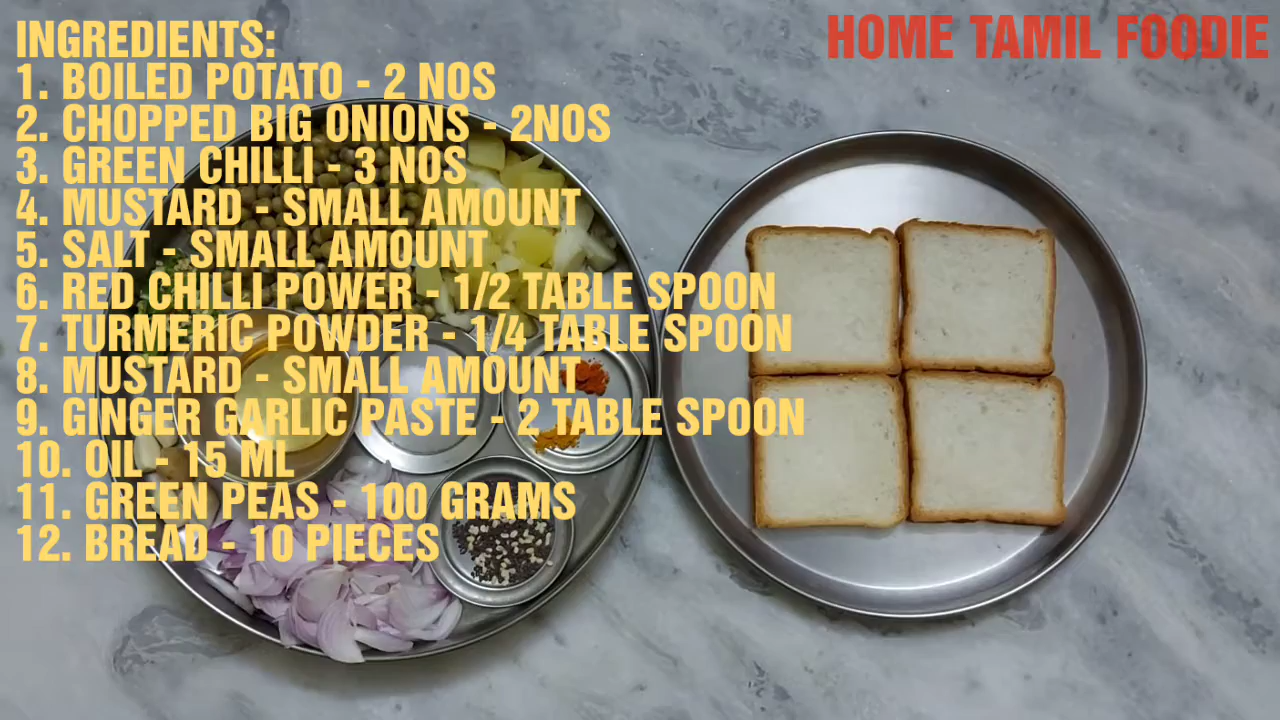 HOME TAMIL FOODIE
INGREDIENTS:
1. BOILED POTATO - 2 NOS
2. CHOPPED BIG ONIONS - 2NOS
3. GREEN CHILLI - 3 NOS
4. MUSTARD - SMALL AMOUNT
5. SALT - SMALL AMOUNT
6. RED CHILLI POWER - 1/2 TABLE SPOON
7. TURMERIC POWDER - 1/4 TABLE SPOON
8. MUSTARD - SMALL AMOUNT
9. GINGER GARLIC PASTE - 2 TABLE SPOON
10. OIL - 15 ML
11. GREEN PEAS - 100 GRAMS
12. BREAD - 10 PIECES